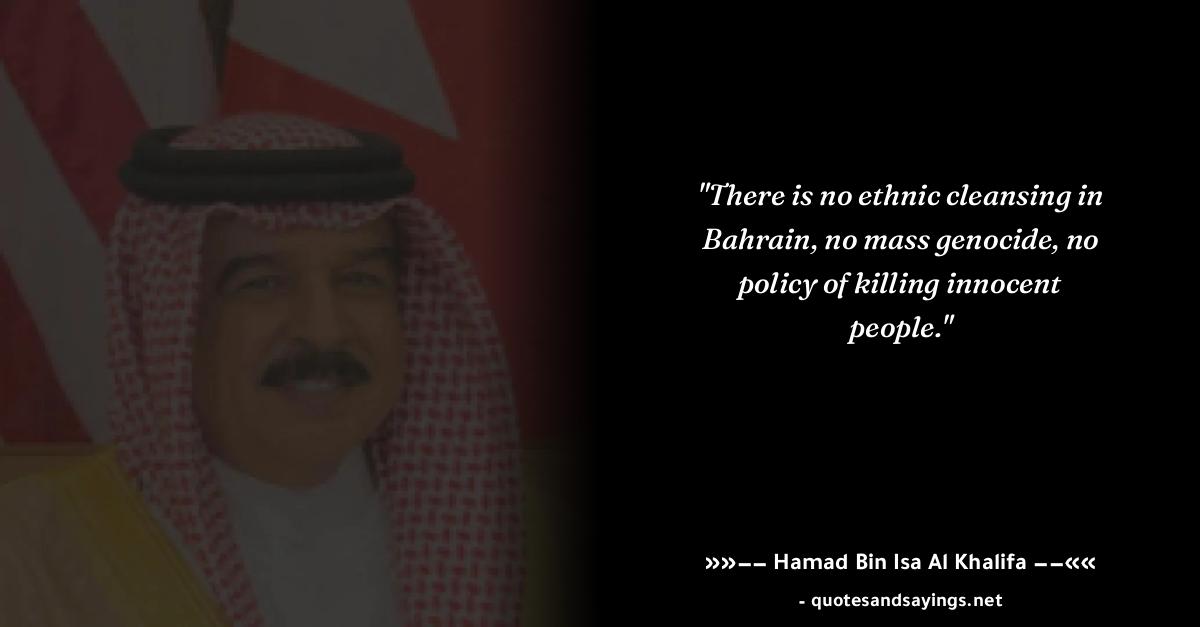 "There is no ethnic cleansing in
Bahrain, no mass genocide, no
policy of killing innocent
people."
»»−− Hamad Bin Isa Al Khalifa −−««
- quotesandsayings.net